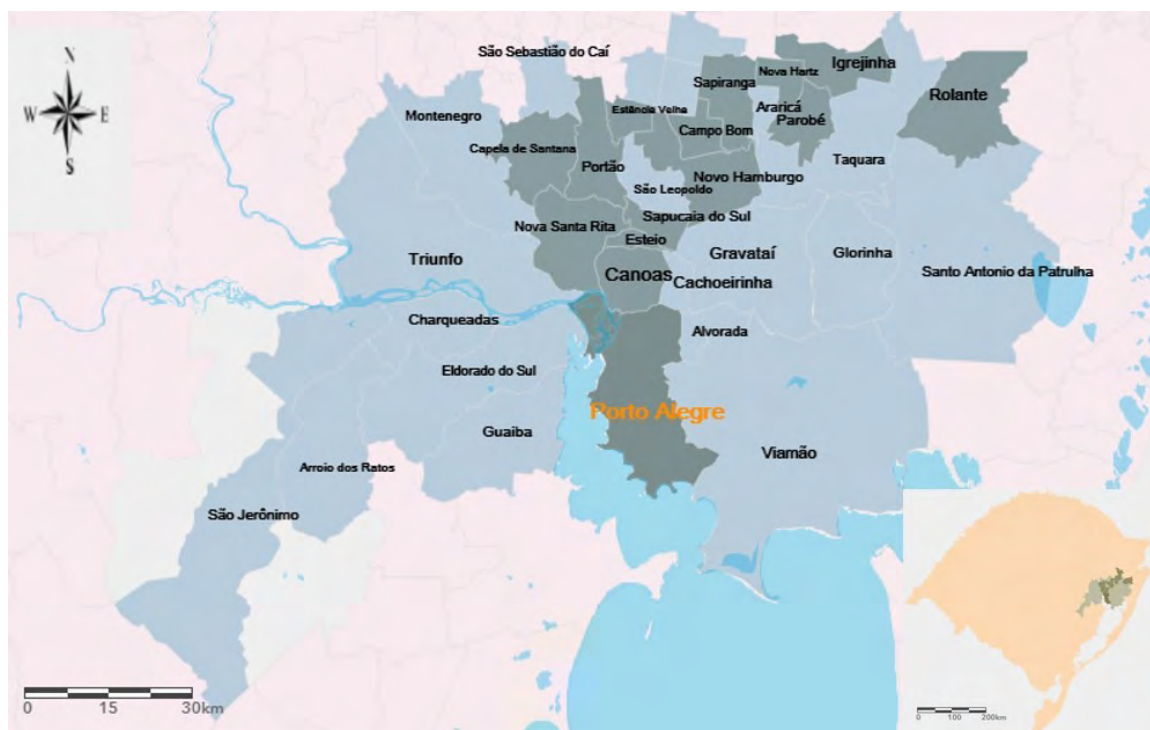 N
W E
S
São Sebastião do Caí
Montenegro
Capela de Santana
Portão
Estância Velha
Sapiranga
Nova Hartz
Igrejinha
Rolante
Araricá
Parobé
Campo Bom
Taquara
Novo Hamburgo
São Leopoldo
Sapucaia do Sul
Nova Santa Rita
Esteio
Triunfo
Canoas
Gravataí
Cachoeirinha
Glorinha
Santo Antonio da Patrulha
Charqueadas
Alvorada
Eldorado do Sul
Porto Alegre
Guaiba
Viamão
Arroio dos Ratos
São Jerônimo
0 15 30km
0 100 200km